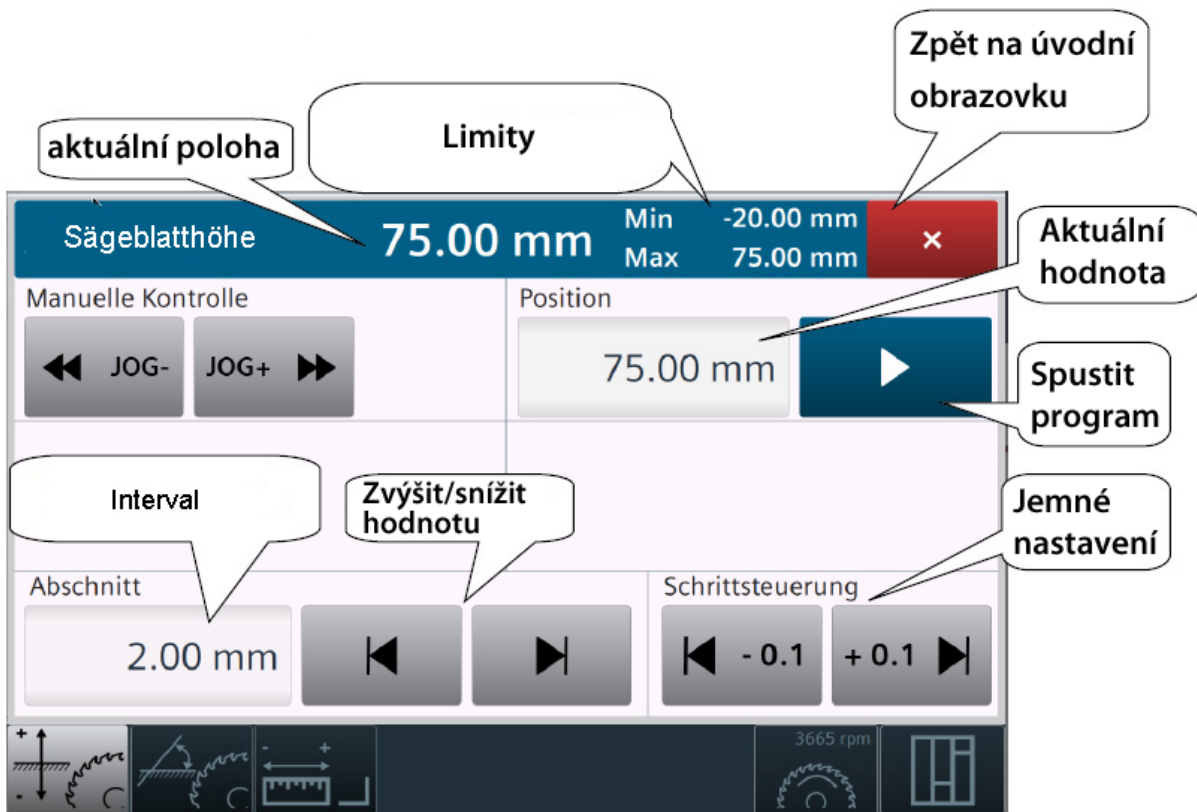 Zpět na úvodní
obrazovku
Limity
aktuální poloha
Sägeblatthöhe
75.00 mm
Min -20.00 mm
Max 75.00 mm
×
Aktuální
hodnota
Manuelle Kontrolle
JOG-
JOG+
Position
75.00 mm
Spustit
program
Interval
Zvýšit/snížit
hodnotu
Jemné
nastavení
Abschnitt
2.00 mm
Schrittsteuerung
- 0.1
+ 0.1
+
-
- +
3665 rpm